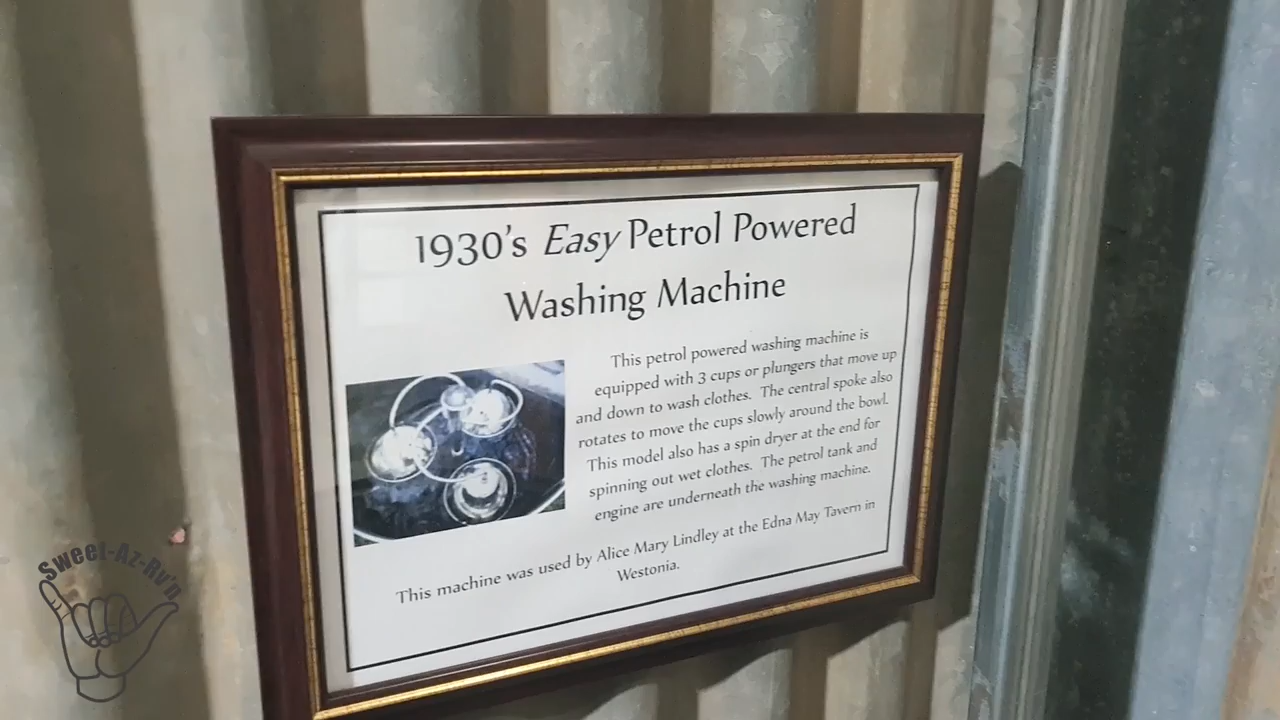 1930's Easy Petrol Powered
Washing Machine
This petrol powered washing machine is
equipped with 3 cups or plungers that move up
and down to wash clothes. The central spoke also
rotates to move the cups slowly around the bowl.
This model also has a spin dryer at the end for
spinning out wet clothes. The petrol tank and
engine are underneath the washing machine.
This machine was used by Alice Mary Lindley at the Edna May Tavern in
Westonia.
Sweet-Az-Rv'n